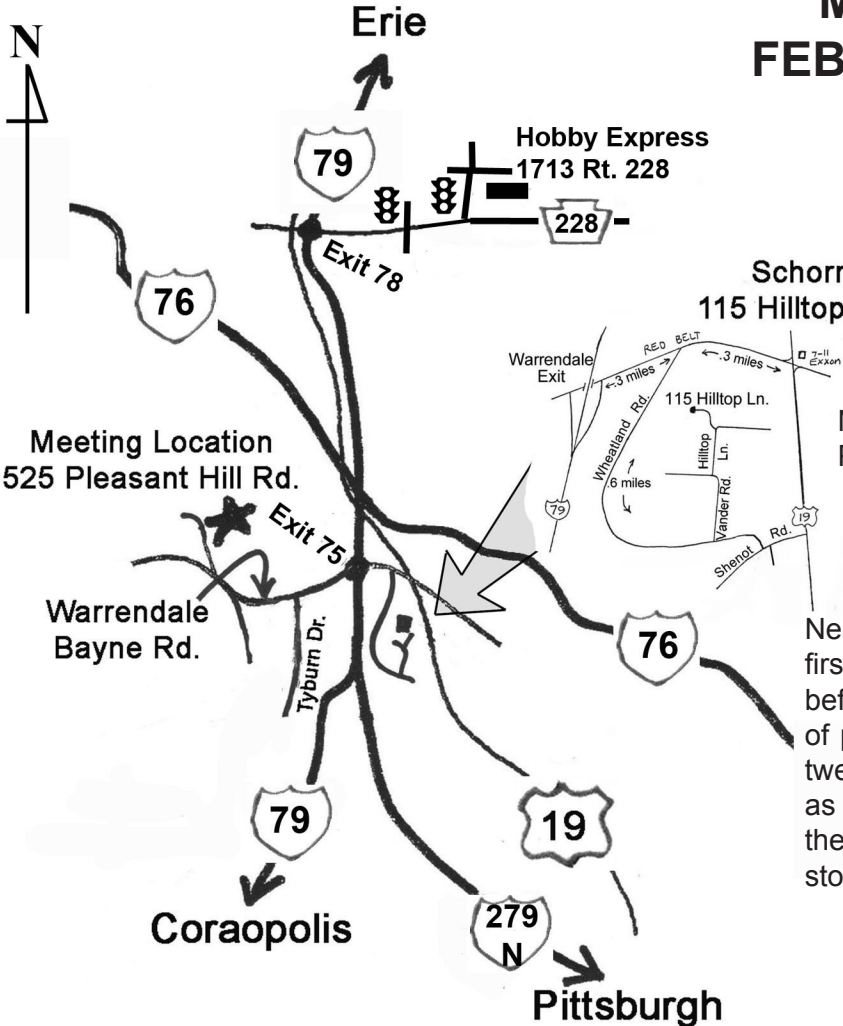 Erie
N
M
FEB
79
Hobby Express
1713 Rt. 228
228
Exit 78
76
Schorr
115 Hilltop
RED BELT
.3 miles
7-11
EXXON
Warrendale
Exit
.3 miles
115 Hilltop Ln.
Wheatland Rd.
Hilltop
Ln.
.6 miles
Vander Rd.
79
19
Shenot Rd.
Meeting Location
525 Pleasant Hill Rd.
Exit 75
Warrendale
Bayne Rd.
Tyburn Dr.
76
Ne
firs
bef
of p
twe
as
the
sto
79
19
Coraopolis
279
N
Pittsburgh